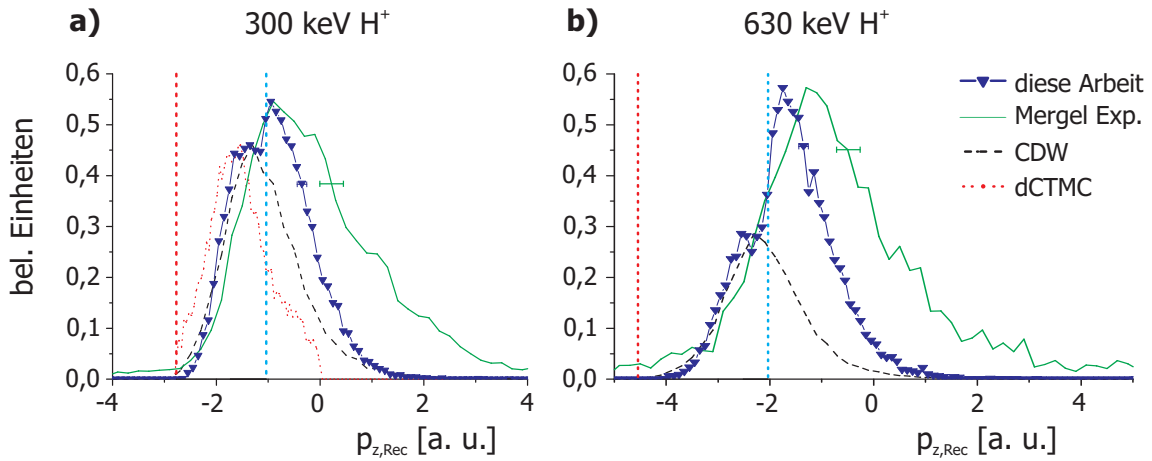 a) 300 keV H⁺
b) 630 keV H⁺
bel. Einheiten
0,6
0,5
0,4
0,3
0,2
0,1
0,0
-4 -2 0 2 4
p_z,Rec [a. u.]
0,6
0,5
0,4
0,3
0,2
0,1
0,0
-4 -2 0 2 4
p_z,Rec [a. u.]
diese Arbeit
Mergel Exp.
CDW
dCTMC